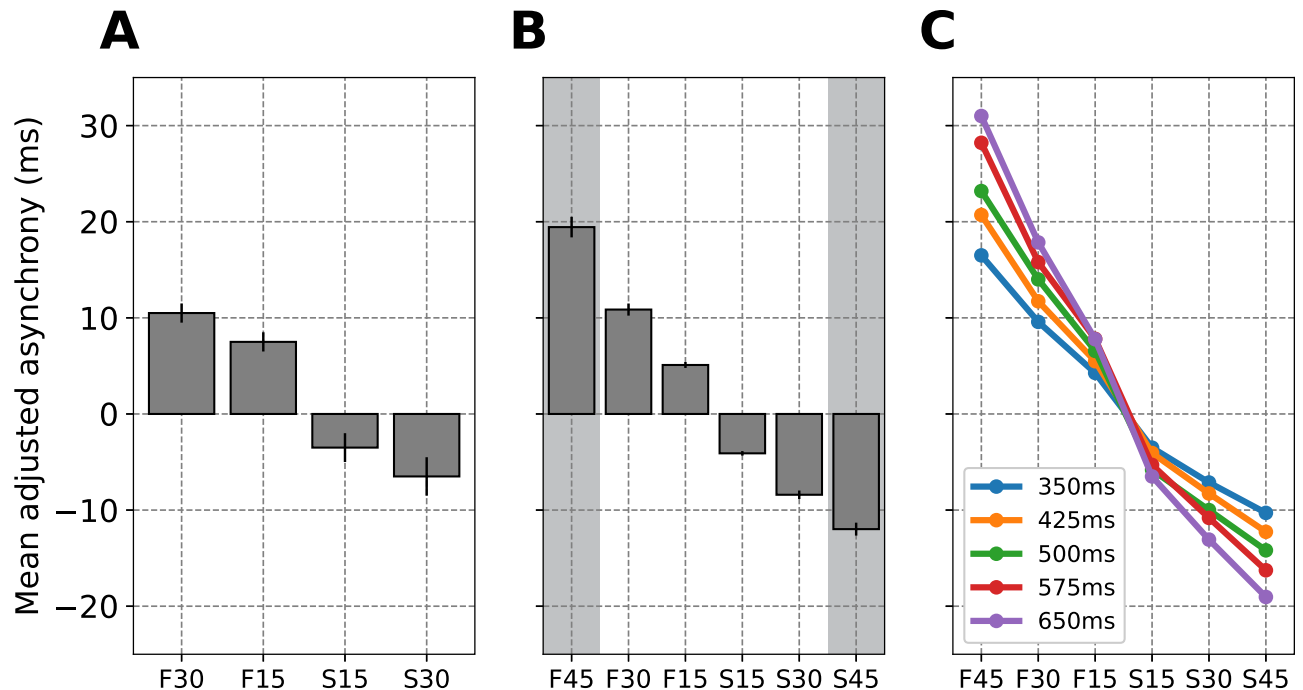 A B C
Mean adjusted asynchrony (ms)
30
20
10
0
−10
−20
F30 F15 S15 S30
F45 F30 F15 S15 S30 S45
350ms
425ms
500ms
575ms
650ms
F45 F30 F15 S15 S30 S45